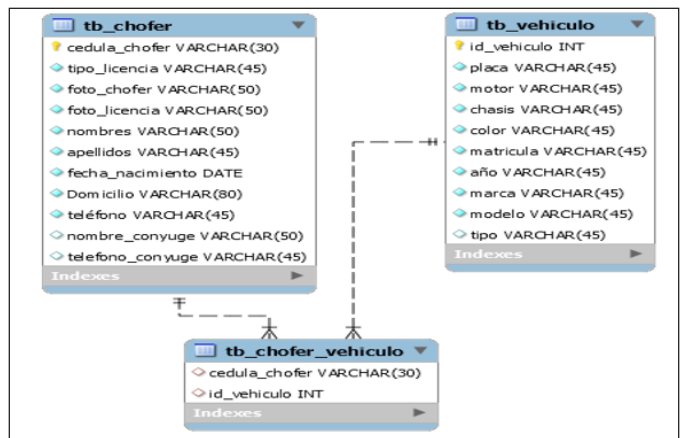 tb_chofer
cedula_chofer VARCHAR(30)
tipo_licencia VARCHAR(45)
foto_chofer VARCHAR(50)
foto_licencia VARCHAR(50)
nombres VARCHAR(50)
apellidos VARCHAR(45)
fecha_nacimiento DATE
Domicilio VARCHAR(80)
teléfono VARCHAR(45)
nombre_conyuge VARCHAR(50)
telefono_conyuge VARCHAR(45)
Indexes
tb_vehiculo
id_vehiculo INT
placa VARCHAR(45)
motor VARCHAR(45)
chasis VARCHAR(45)
color VARCHAR(45)
matricula VARCHAR(45)
año VARCHAR(45)
marca VARCHAR(45)
modelo VARCHAR(45)
tipo VARCHAR(45)
Indexes
tb_chofer_vehiculo
cedula_chofer VARCHAR(30)
id_vehiculo INT
Indexes